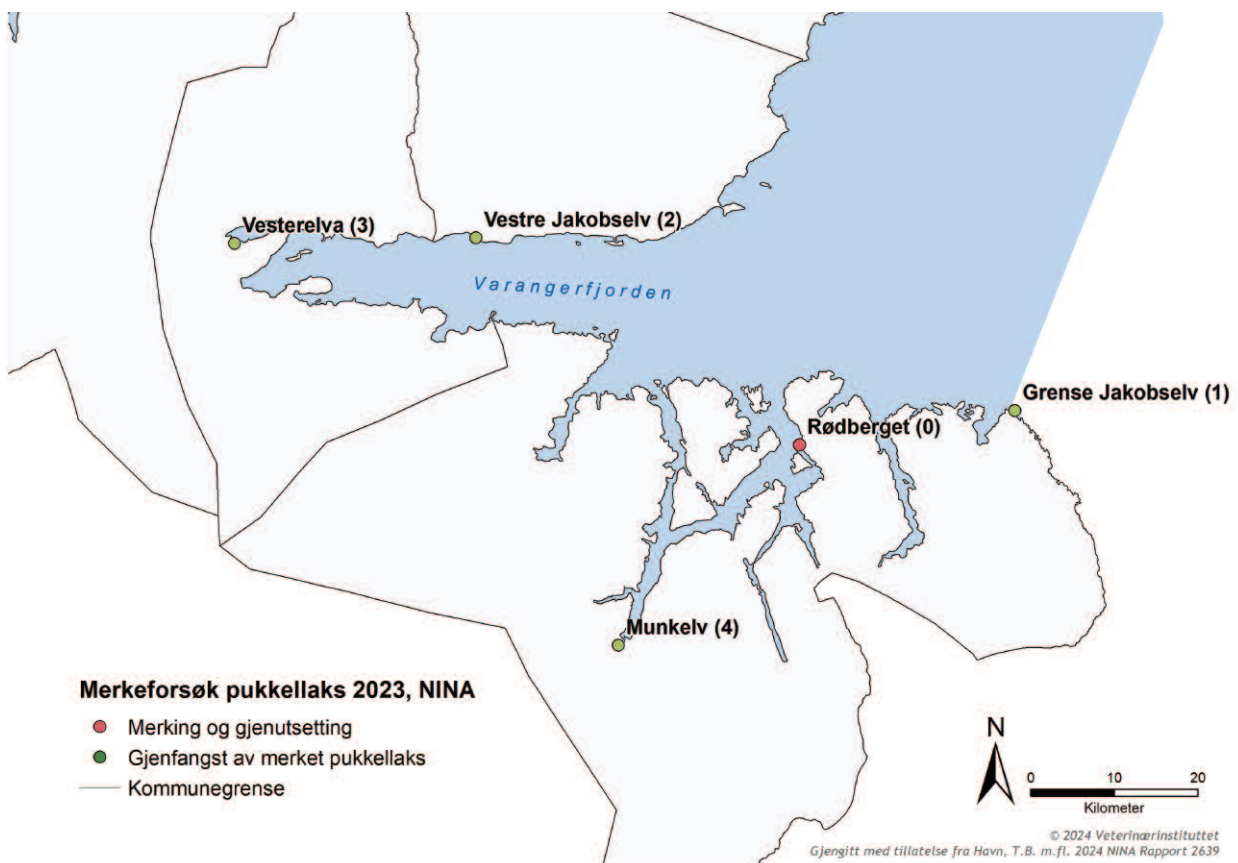 Vesterelva (3)
Vestre Jakobselv (2)
Varangerfjorden
Grense Jakobselv (1)
Rødberget (0)
Munkelv (4)
Merkeforsøk pukkellaks 2023, NINA
Merking og gjenutsetting
Gjenfangst av merket pukkellaks
Kommunegrense
N
0 10 20
Kilometer
© 2024 Veterinærinstituttet
Gjengitt med tillatelse fra Havn, T.B. m.fl. 2024 NINA Rapport 2639